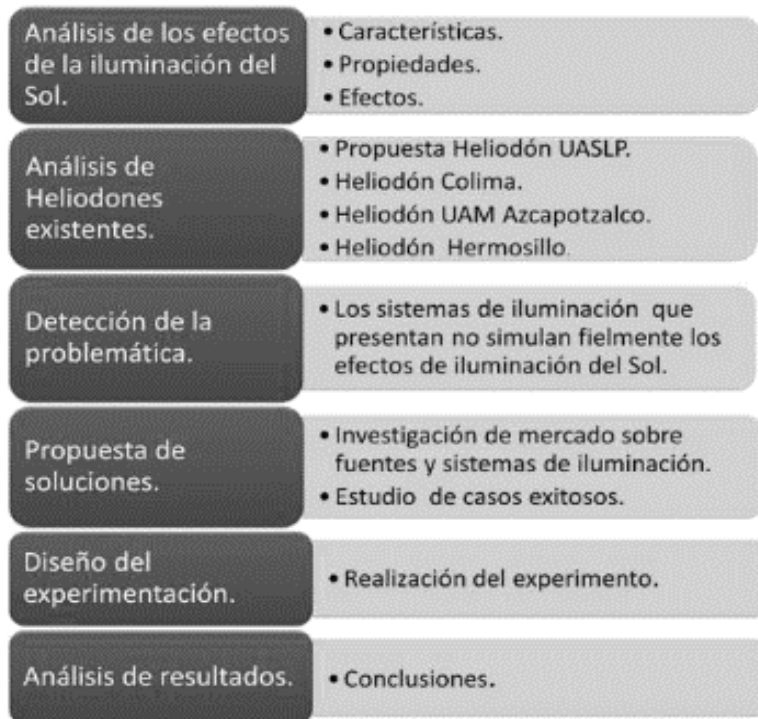 Análisis de los efectos
de la iluminación del
Sol.
• Características.
• Propiedades.
• Efectos.
Análisis de
Heliodones
existentes.
• Propuesta Heliodón UASLP.
• Heliodón Colima.
• Heliodón UAM Azcapotzalco.
• Heliodón Hermosillo.
Detección de la
problemática.
• Los sistemas de iluminación que
presentan no simulan fielmente los
efectos de iluminación del Sol.
Propuesta de
soluciones.
• Investigación de mercado sobre
fuentes y sistemas de iluminación.
• Estudio de casos exitosos.
Diseño del
experimentación.
• Realización del experimento.
Análisis de resultados.
• Conclusiones.